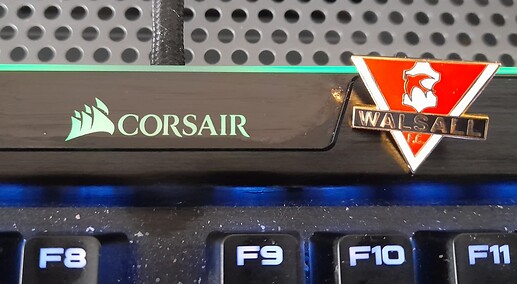 CORSAIR
WALSALL
F.C.
F8 F9 F10 F11